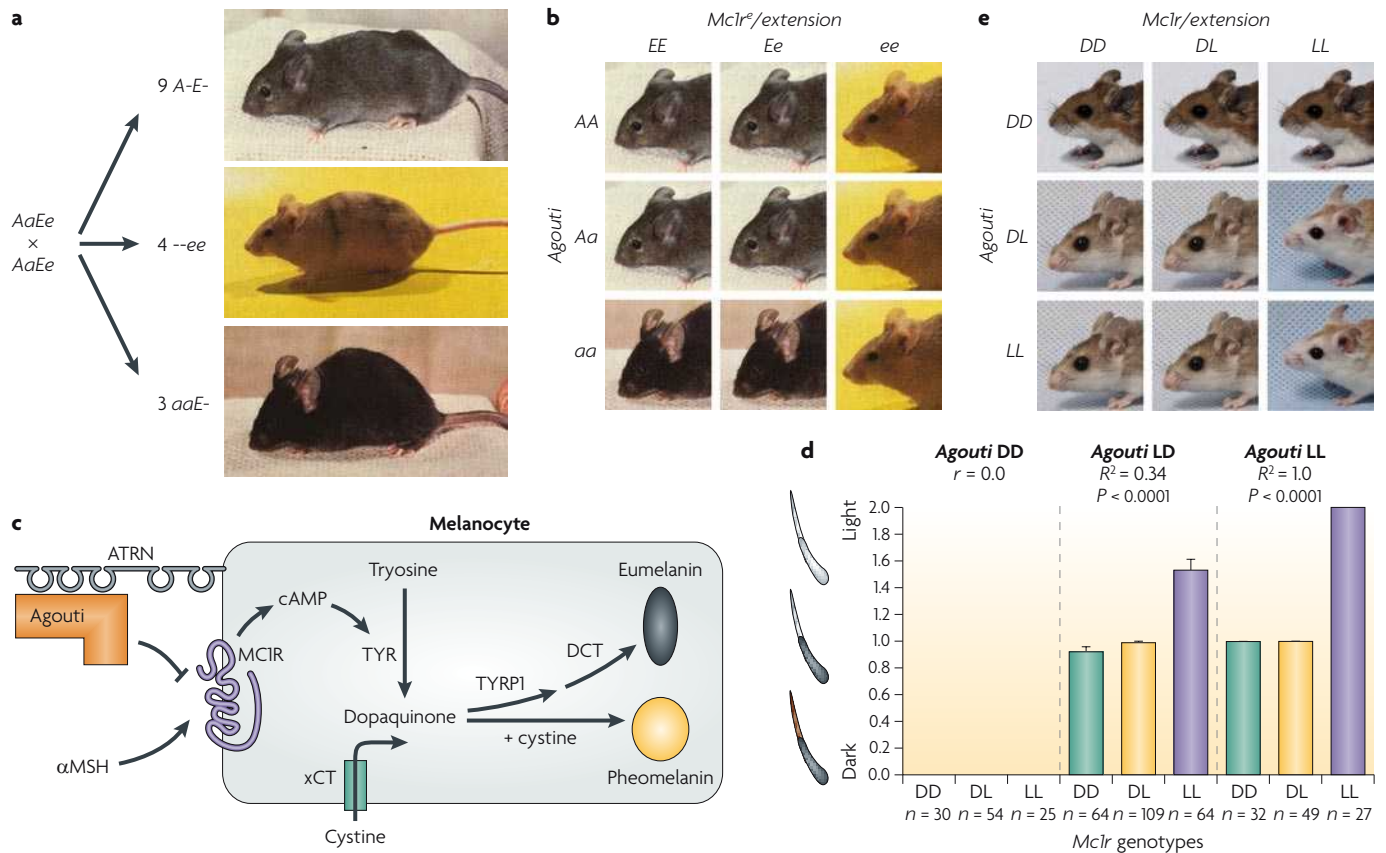 a
9 A-E-
AaEe
×
AaEe
4 --ee
3 aaE-
b
Mc1rᵉ/extension
EE Ee ee
Agouti
AA
Aa
aa
e
Mc1r/extension
DD DL LL
Agouti
DD
DL
LL
c
Melanocyte
ATRN
Agouti
MC1R
αMSH
cAMP
Tryosine
TYR
Dopaquinone
TYRP1
DCT
+ cystine
Eumelanin
Pheomelanin
xCT
Cystine
d
Agouti DD
r = 0.0
Agouti LD
R² = 0.34
P < 0.0001
Agouti LL
R² = 1.0
P < 0.0001
Light
Dark
2.0
1.6
1.4
1.2
1.0
0.8
0.6
0.4
0.2
0.0
DD DL LL DD DL LL DD DL LL
n = 30 n = 54 n = 25 n = 64 n = 109 n = 64 n = 32 n = 49 n = 27
Mc1r genotypes